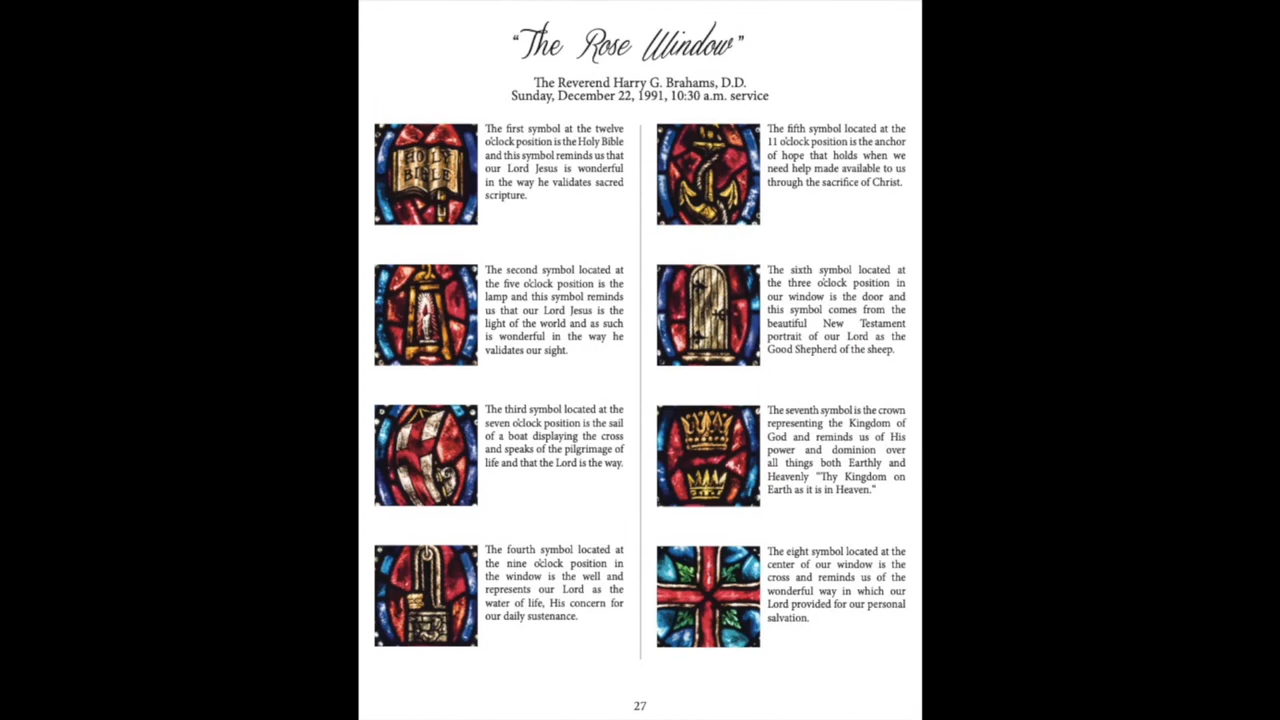 "The Rose Window"
The Reverend Harry G. Brahams, D.D.
Sunday, December 22, 1991, 10:30 a.m. service
HOLY
BIBLE
The first symbol at the twelve
o'clock position is the Holy Bible
and this symbol reminds us that
our Lord Jesus is wonderful
in the way he validates sacred
scripture.
The second symbol located at
the five o'clock position is the
lamp and this symbol reminds
us that our Lord Jesus is the
light of the world and as such
is wonderful in the way he
validates our sight.
The third symbol located at the
seven o'clock position is the sail
of a boat displaying the cross
and speaks of the pilgrimage of
life and that the Lord is the way.
The fourth symbol located at
the nine o'clock position in
the window is the well and
represents our Lord as the
water of life, His concern for
our daily sustenance.
The fifth symbol located at the
11 o'clock position is the anchor
of hope that holds when we
need help made available to us
through the sacrifice of Christ.
The sixth symbol located at
the three o'clock position in
our window is the door and
this symbol comes from the
beautiful New Testament
portrait of our Lord as the
Good Shepherd of the sheep.
The seventh symbol is the crown
representing the Kingdom of
God and reminds us of His
power and dominion over
all things both Earthly and
Heavenly "Thy Kingdom on
Earth as it is in Heaven."
The eight symbol located at the
center of our window is the
cross and reminds us of the
wonderful way in which our
Lord provided for our personal
salvation.
27